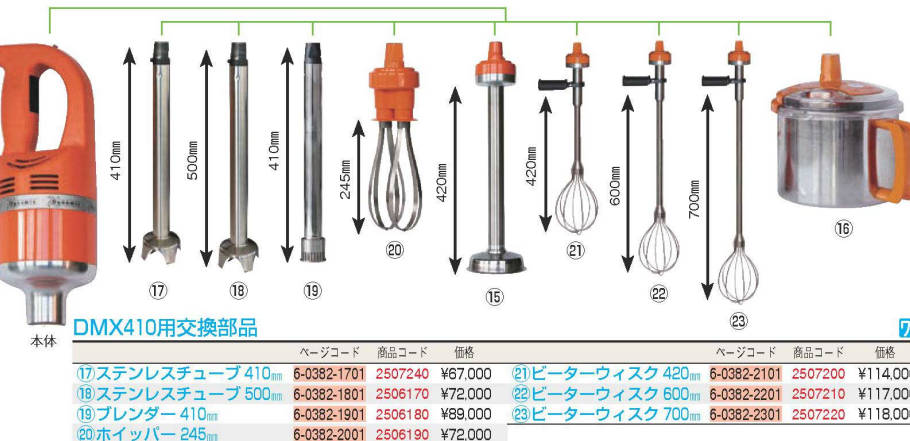 410mm
500mm
410mm
245mm
420mm
420mm
600mm
700mm
⑰
⑱
⑲
⑳
⑮
㉑
㉒
㉓
⑯
本体
Dynamic
DMX410用交換部品
ページコード 商品コード 価格 ページコード 商品コード 価格
⑰ステンレスチューブ 410mm 6-0382-1701 2507240 ¥67,000 ㉑ビーターウィスク 420mm 6-0382-2101 2507200 ¥114,000
⑱ステンレスチューブ 500mm 6-0382-1801 2506170 ¥72,000 ㉒ビーターウィスク 600mm 6-0382-2201 2507210 ¥117,000
⑲ブレンダー 410mm 6-0382-1901 2506180 ¥89,000 ㉓ビーターウィスク 700mm 6-0382-2301 2507220 ¥118,000
⑳ホイッパー 245mm 6-0382-2001 2506190 ¥72,000